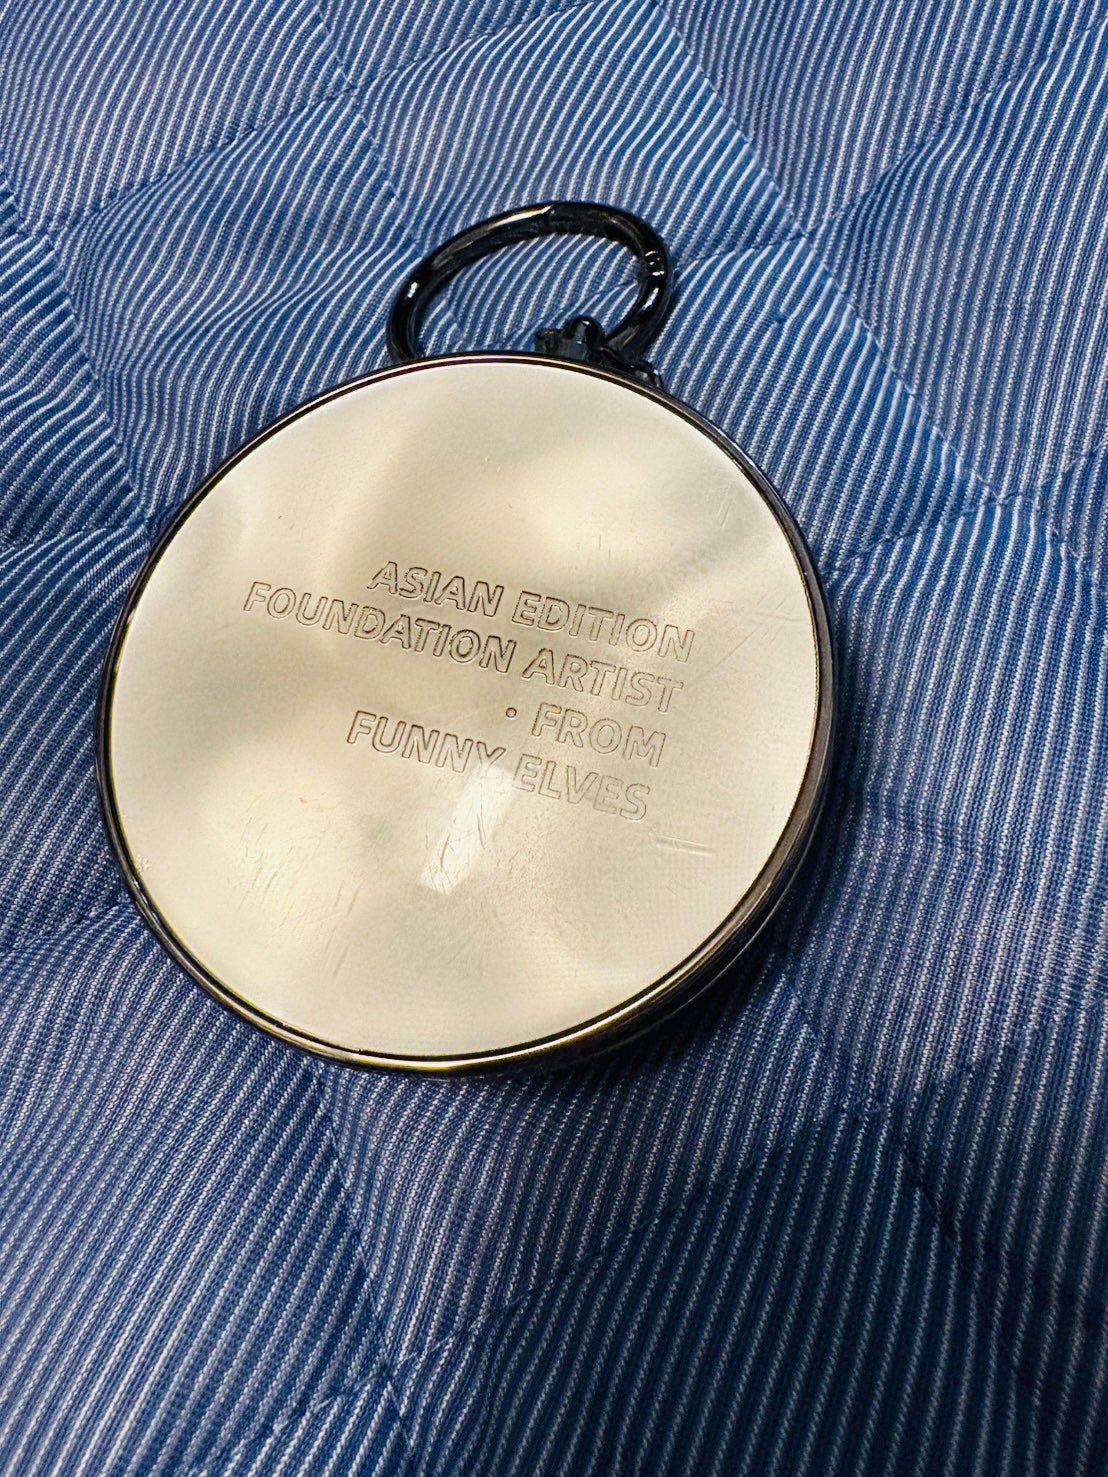 ASIAN EDITION
FOUNDATION ARTIST
· FROM
FUNNY ELVES